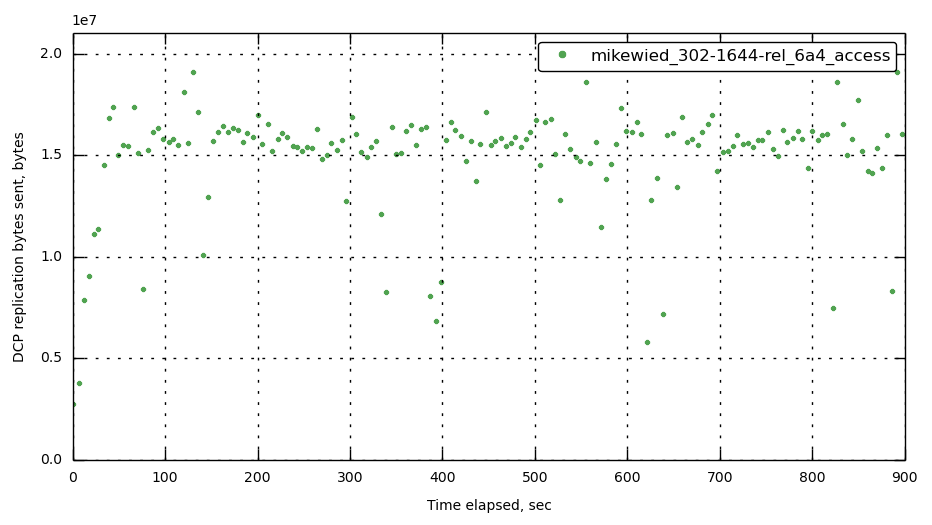 1e7
2.0
mikewied_302-1644-rel_6a4_access
1.5
1.0
0.5
0.0
DCP replication bytes sent, bytes
0 100 200 300 400 500 600 700 800 900
Time elapsed, sec